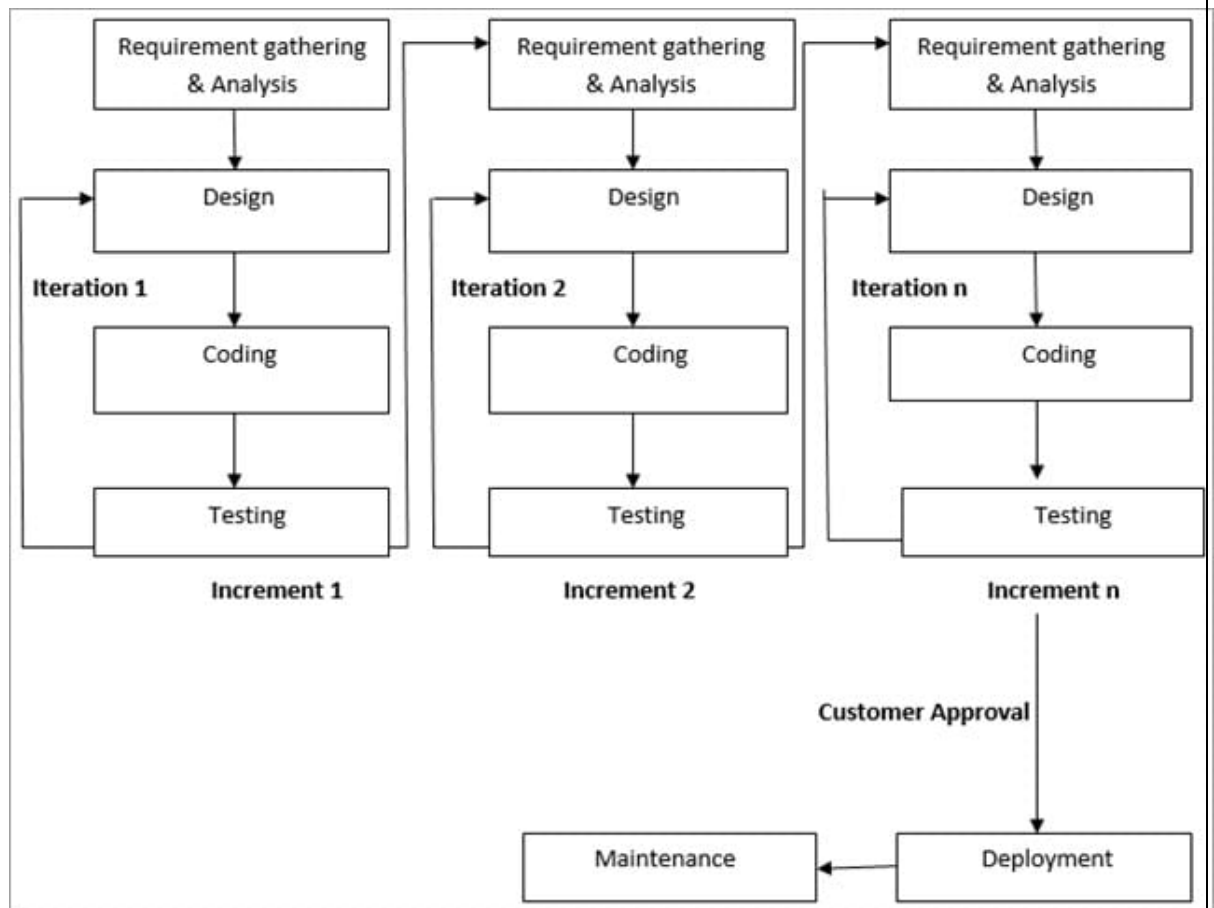 Requirement gathering
& Analysis
Requirement gathering
& Analysis
Requirement gathering
& Analysis
Design
Design
Design
Iteration 1
Iteration 2
Iteration n
Coding
Coding
Coding
Testing
Testing
Testing
Increment 1
Increment 2
Increment n
Customer Approval
Maintenance
Deployment